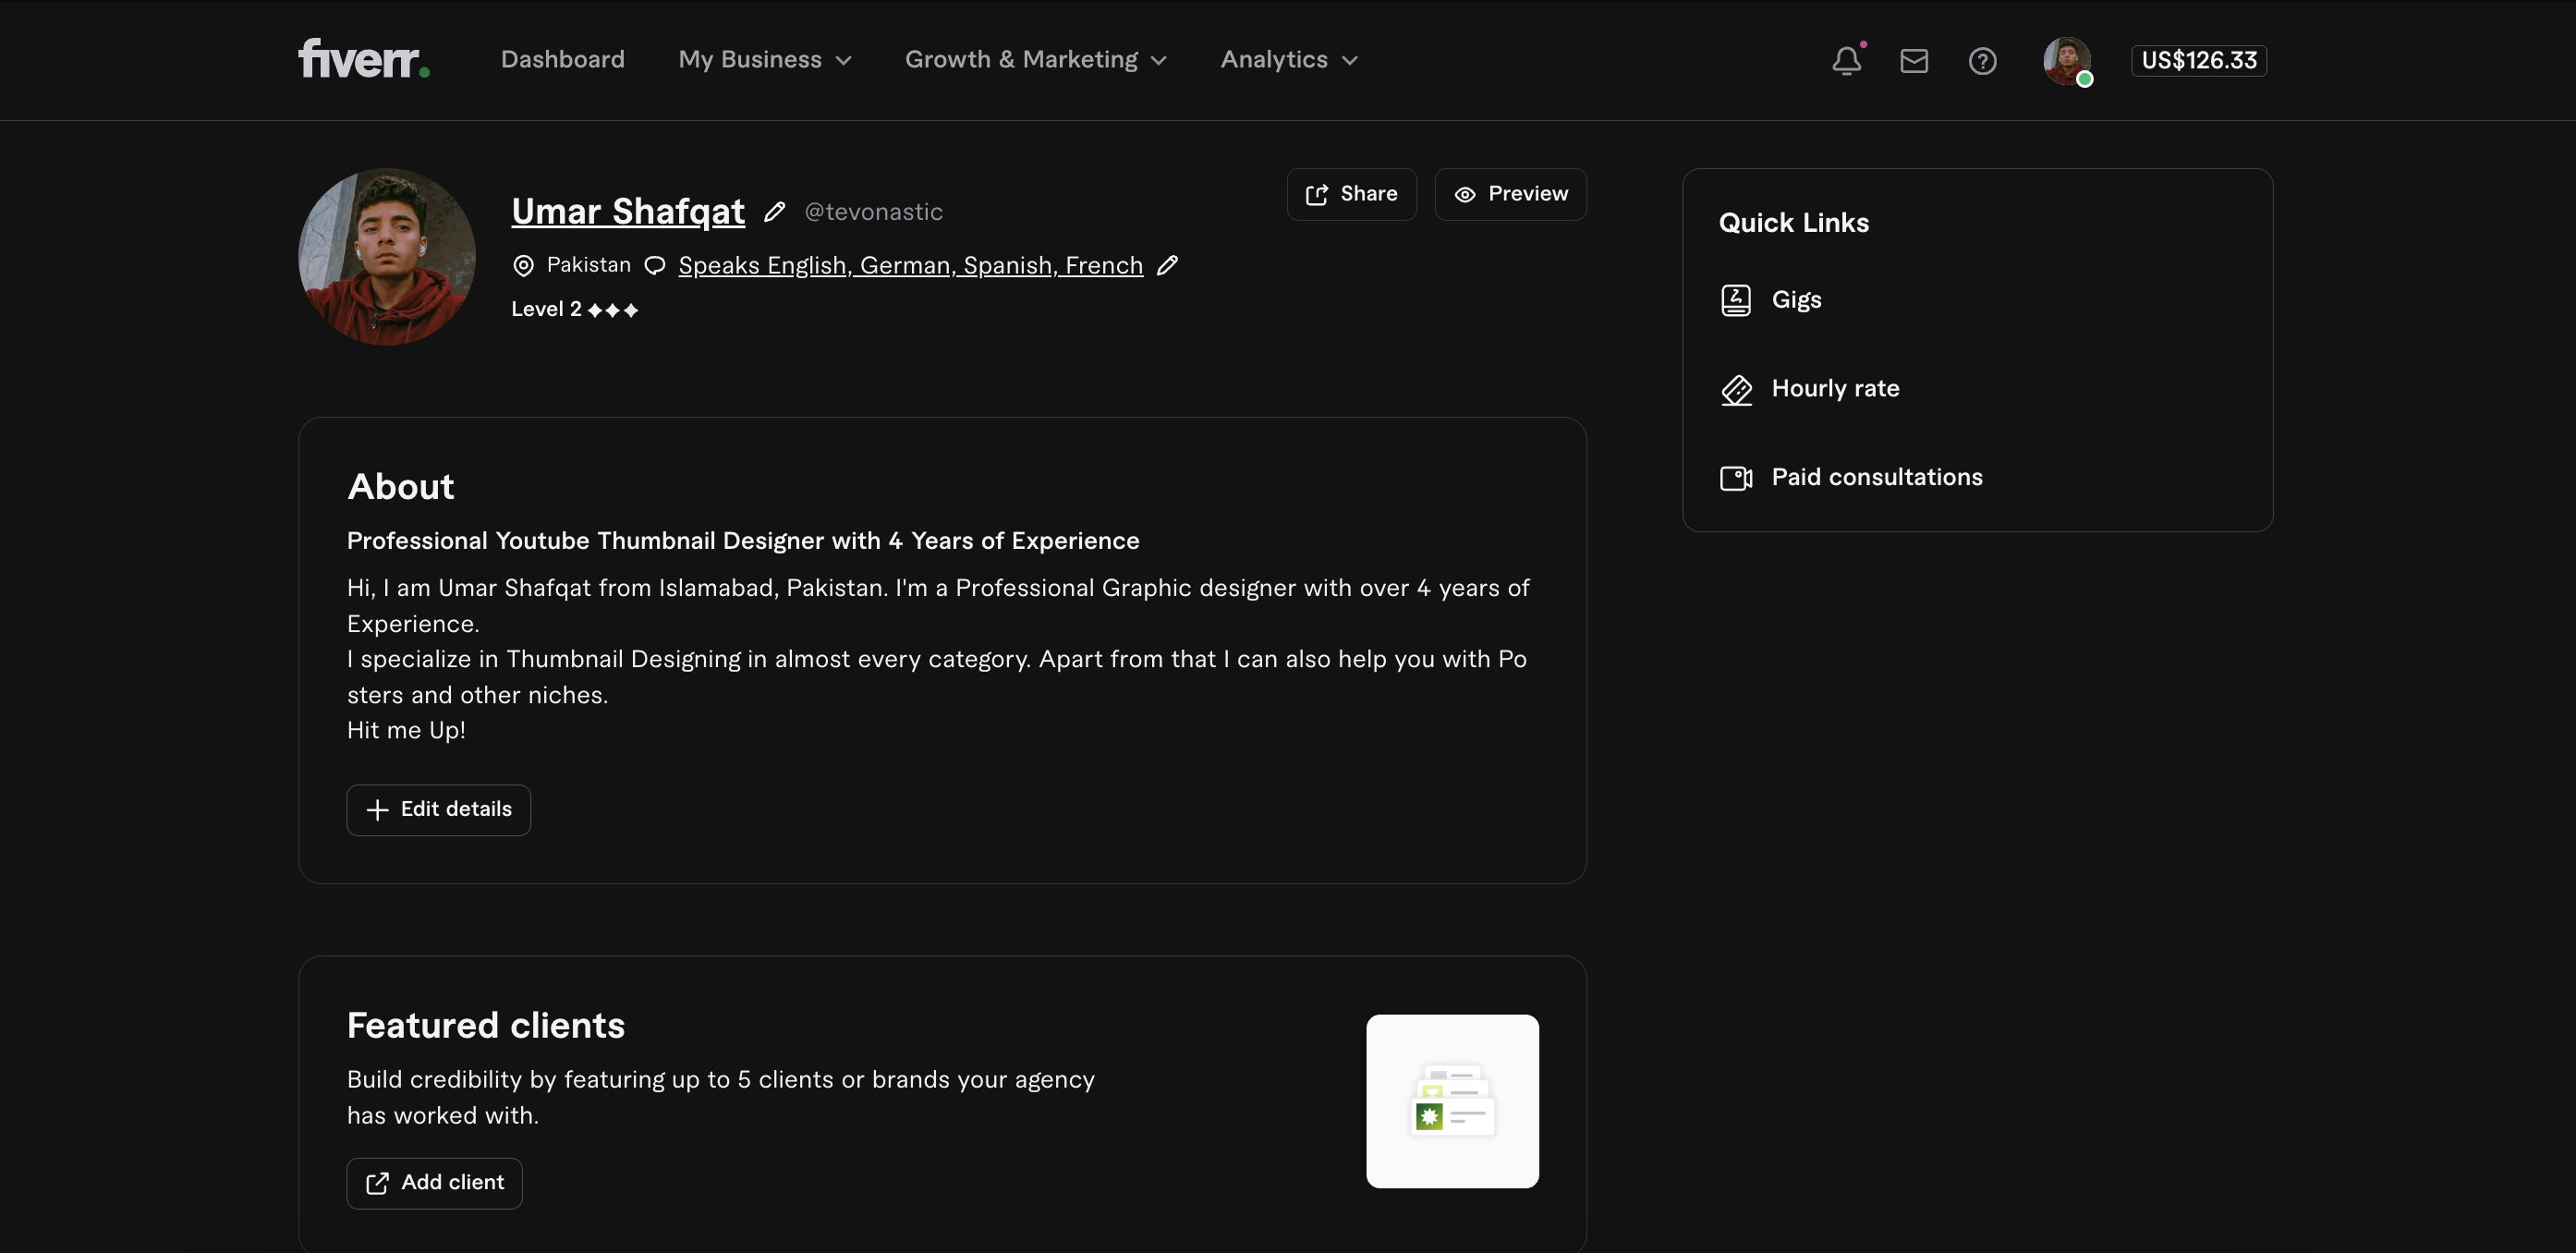 fiverr.
Dashboard
My Business
Growth & Marketing
Analytics
US$126.33
Umar Shafqat
@tevonastic
Pakistan
Speaks English, German, Spanish, French
Level 2
Share
Preview
Quick Links
Gigs
Hourly rate
Paid consultations
About
Professional Youtube Thumbnail Designer with 4 Years of Experience
Hi, I am Umar Shafqat from Islamabad, Pakistan. I'm a Professional Graphic designer with over 4 years of
Experience.
I specialize in Thumbnail Designing in almost every category. Apart from that I can also help you with Po
sters and other niches.
Hit me Up!
Edit details
Featured clients
Build credibility by featuring up to 5 clients or brands your agency
has worked with.
Add client